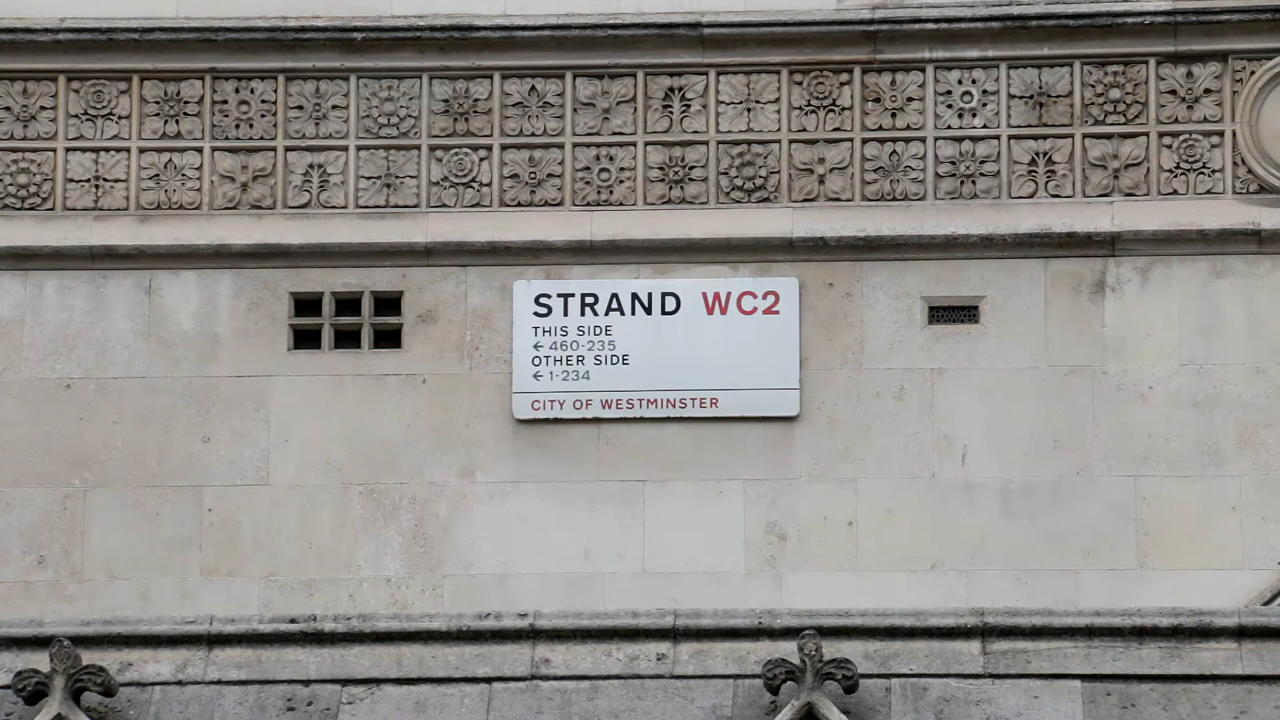 STRAND WC2
THIS SIDE
← 460-235
OTHER SIDE
← 1-234
CITY OF WESTMINSTER